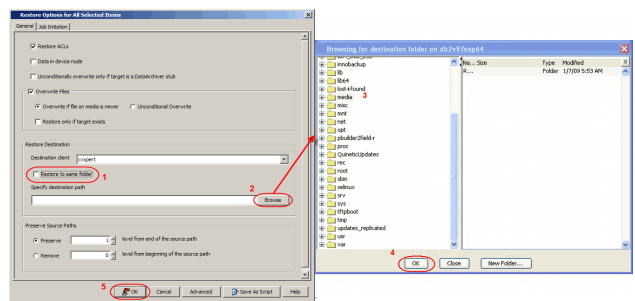 Restore Options for All Selected Items
General Job Initiation
Restore ACLs
Data in device node
Unconditionally overwrite only if target is a DataArchiver stub
Overwrite Files
Overwrite if file on media is newer Unconditional Overwrite
Restore only if target exists
Restore Destination
Destination client cvxpert
Restore to same folder 1
Specify destination path
2
Browse
Preserve Source Paths
Preserve 1 level from end of the source path
Remove 0 level from beginning of the source path
5 OK Cancel Advanced Save As Script Help
Browsing for destination folder on db2v97exp64
innobackup
lib
lib64
lost+found
media 3
misc
mnt
net
opt
pbuilder2field-r
proc
QuineticUpdates
rec
root
sbin
selinux
srv
sys
tftpboot
tmp
updates_replicated
usr
var
Na... Size Type Modified
R... Folder 1/7/09 5:53 AM
4
OK Close New Folder...